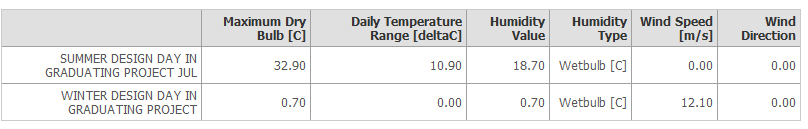 Maximum Dry Bulb [C] Daily Temperature Range [deltaC] Humidity Value Humidity Type Wind Speed [m/s] Wind Direction
SUMMER DESIGN DAY IN GRADUATING PROJECT JUL 32.90 10.90 18.70 Wetbulb [C] 0.00 0.00
WINTER DESIGN DAY IN GRADUATING PROJECT 0.70 0.00 0.70 Wetbulb [C] 12.10 0.00